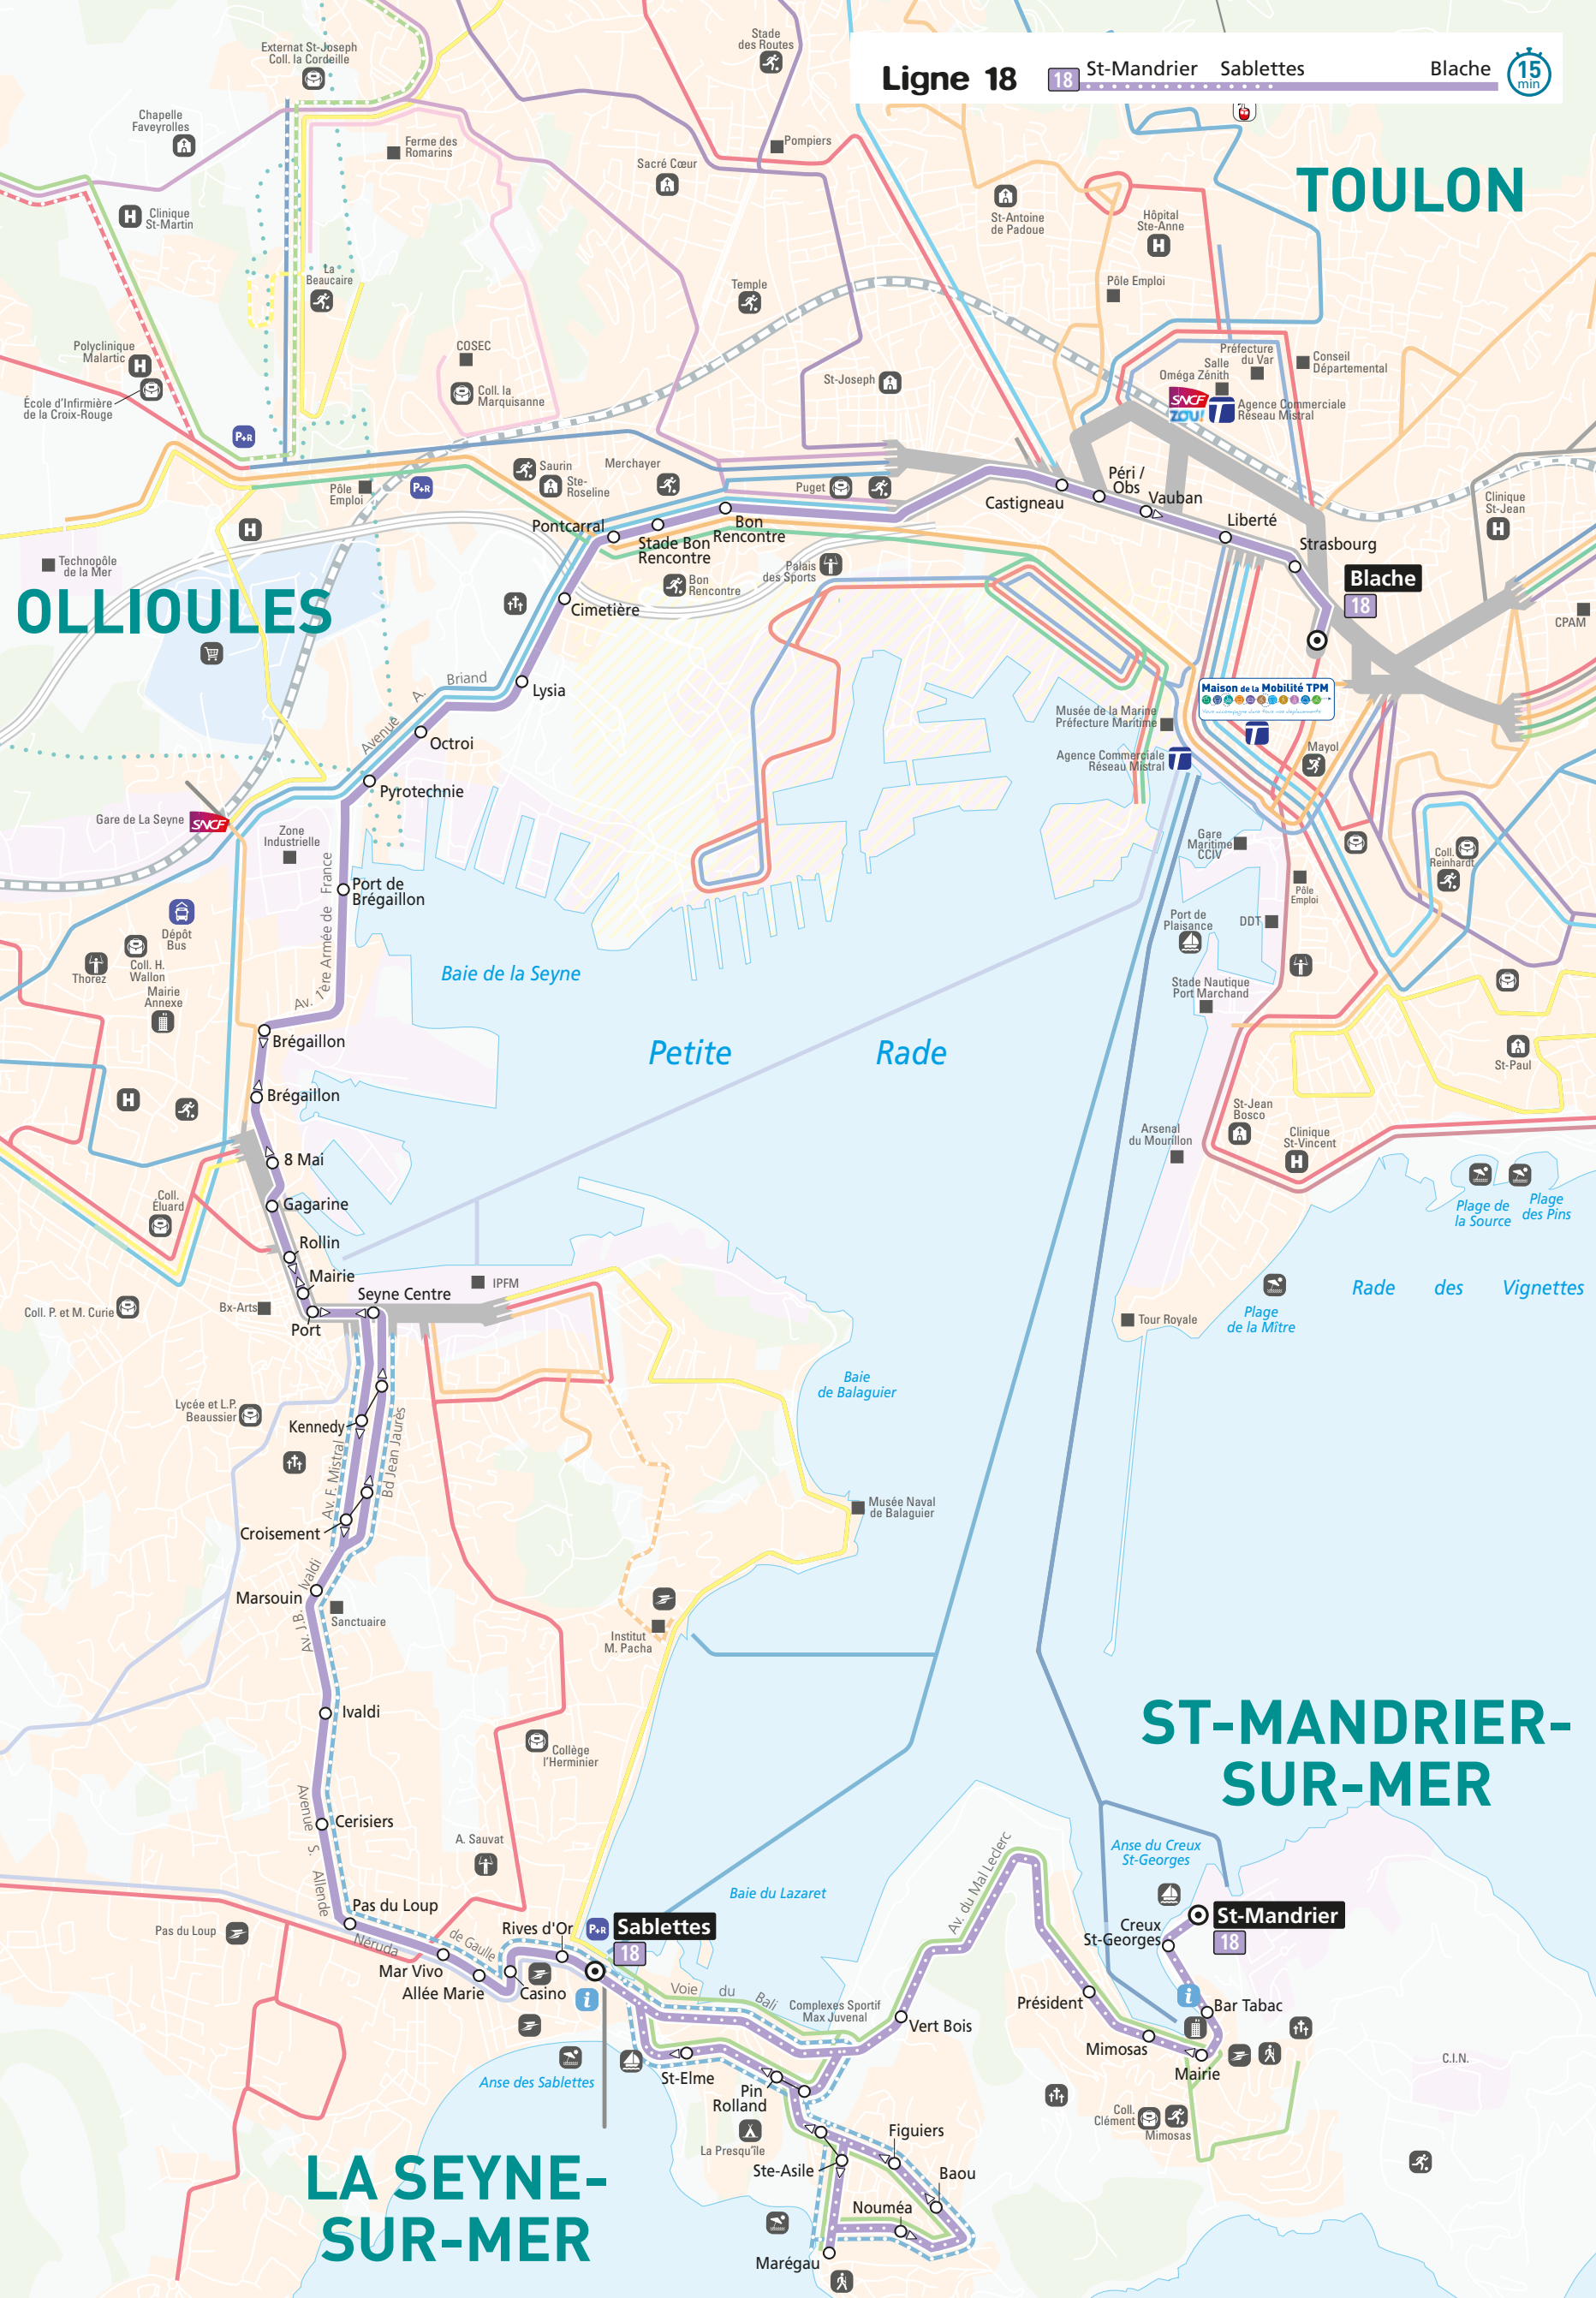 Ligne 18
18
St-Mandrier
Sablettes
Blache
15
min
TOULON
OLLIOULES
ST-MANDRIER-
SUR-MER
LA SEYNE-
SUR-MER
Externat St-Joseph
Coll. la Cordeille
Stade
des Routes
Chapelle
Faveyrolles
Ferme des
Romarins
Pompiers
Sacré Cœur
H
Clinique
St-Martin
St-Antoine
de Padoue
Hôpital
Ste-Anne
H
La
Beaucaire
Temple
Pôle Emploi
Polyclinique
Malartic
H
COSEC
Préfecture
du Var
Salle
Oméga Zénith
Conseil
Départemental
École d'Infirmière
de la Croix-Rouge
Coll. la
Marquisanne
St-Joseph
SNCF
ZOU!
Agence Commerciale
Réseau Mistral
P+R
Saurin
Merchayer
Ste-
Roseline
Pôle
Emploi
P+R
Puget
Castigneau
Péri /
Obs
Vauban
Clinique
St-Jean
H
H
Pontcarral
Bon
Rencontre
Stade Bon
Rencontre
Liberté
Strasbourg
Technopôle
de la Mer
Palais
des Sports
Bon
Rencontre
Blache
18
Cimetière
CPAM
Lysia
Avenue A. Briand
Octroi
Maison de la Mobilité TPM
Musée de la Marine
Préfecture Maritime
Agence Commerciale
Réseau Mistral
Mayol
Pyrotechnie
Gare de La Seyne
SNCF
Zone
Industrielle
Gare
Maritime
CCIV
Coll.
Reinhardt
Port de
Brégaillon
Pôle
Emploi
Av. 1ère Armée de France
Dépôt
Bus
Port de
Plaisance
DDT
Thorez
Coll. H.
Wallon
Baie de la Seyne
Mairie
Annexe
Stade Nautique
Port Marchand
Brégaillon
Petite Rade
St-Paul
Brégaillon
H
St-Jean
Bosco
Arsenal
du Mourillon
Clinique
St-Vincent
H
8 Mai
Coll.
Éluard
Gagarine
Plage de
la Source
Plage
des Pins
Rollin
Mairie
IPFM
Rade des Vignettes
Seyne Centre
Coll. P. et M. Curie
Bx-Arts
Port
Tour Royale
Plage
de la Mître
Baie
de Balaguier
Lycée et L.P.
Beaussier
Kennedy
Av. F. Mistral
Bd Jean Jaurès
Musée Naval
de Balaguier
Croisement
Av. J.B. Ivaldi
Marsouin
Sanctuaire
Institut
M. Pacha
Ivaldi
Collège
l'Herminier
Avenue S. Allende
Cerisiers
A. Sauvat
Anse du Creux
St-Georges
Av. du Mal Leclerc
Baie du Lazaret
Pas du Loup
Pas du Loup
Rives d'Or
P+R
Sablettes
18
St-Mandrier
18
Creux
St-Georges
Néruda
de Gaulle
Mar Vivo
Allée Marie
Casino
i
Voie du Bali
Complexes Sportif
Max Juvenal
Vert Bois
Président
i
Bar Tabac
Mimosas
Mairie
Anse des Sablettes
St-Elme
Pin
Rolland
C.I.N.
Coll.
Clément
Mimosas
La Presqu'île
Figuiers
Ste-Asile
Baou
Nouméa
Marégau